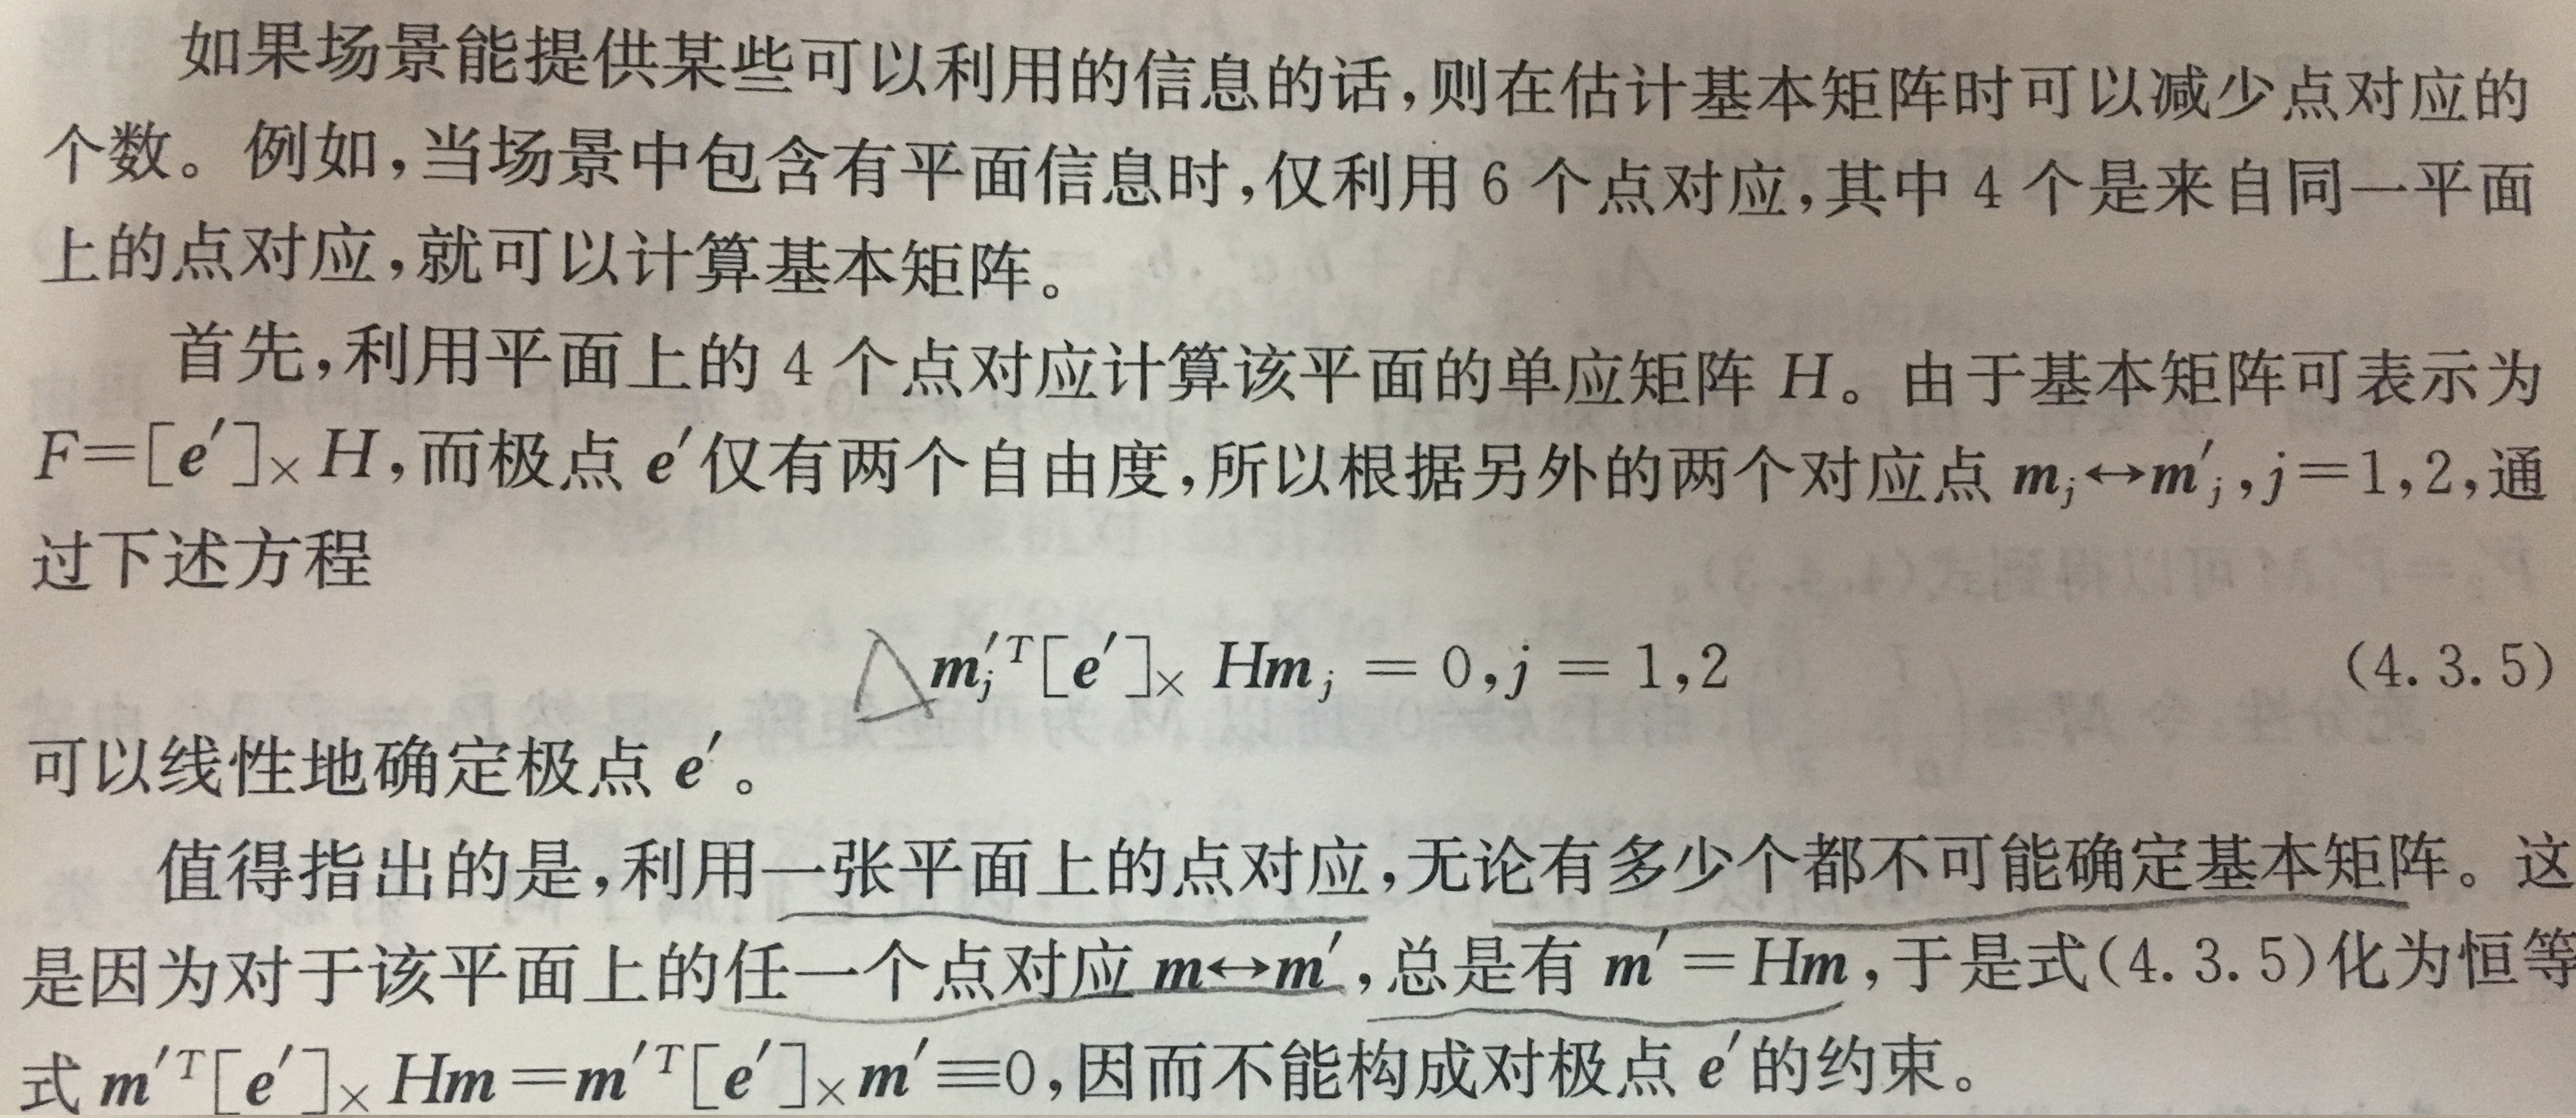 如果场景能提供某些可以利用的信息的话,则在估计基本矩阵时可以减少点对应的
个数。例如,当场景中包含有平面信息时,仅利用 6 个点对应,其中 4 个是来自同一平面
上的点对应,就可以计算基本矩阵。
首先,利用平面上的 4 个点对应计算该平面的单应矩阵 H。由于基本矩阵可表示为
F=[e′]× H,而极点 e′仅有两个自由度,所以根据另外的两个对应点 mⱼ↔m′ⱼ,j=1,2,通
过下述方程
m′ⱼᵀ[e′]× Hmⱼ = 0,j = 1,2 (4.3.5)
可以线性地确定极点 e′。
值得指出的是,利用一张平面上的点对应,无论有多少个都不可能确定基本矩阵。这
是因为对于该平面上的任一个点对应 m↔m′,总是有 m′=Hm,于是式(4.3.5)化为恒等
式 m′ᵀ[e′]× Hm=m′ᵀ[e′]×m′≡0,因而不能构成对极点 e′的约束。